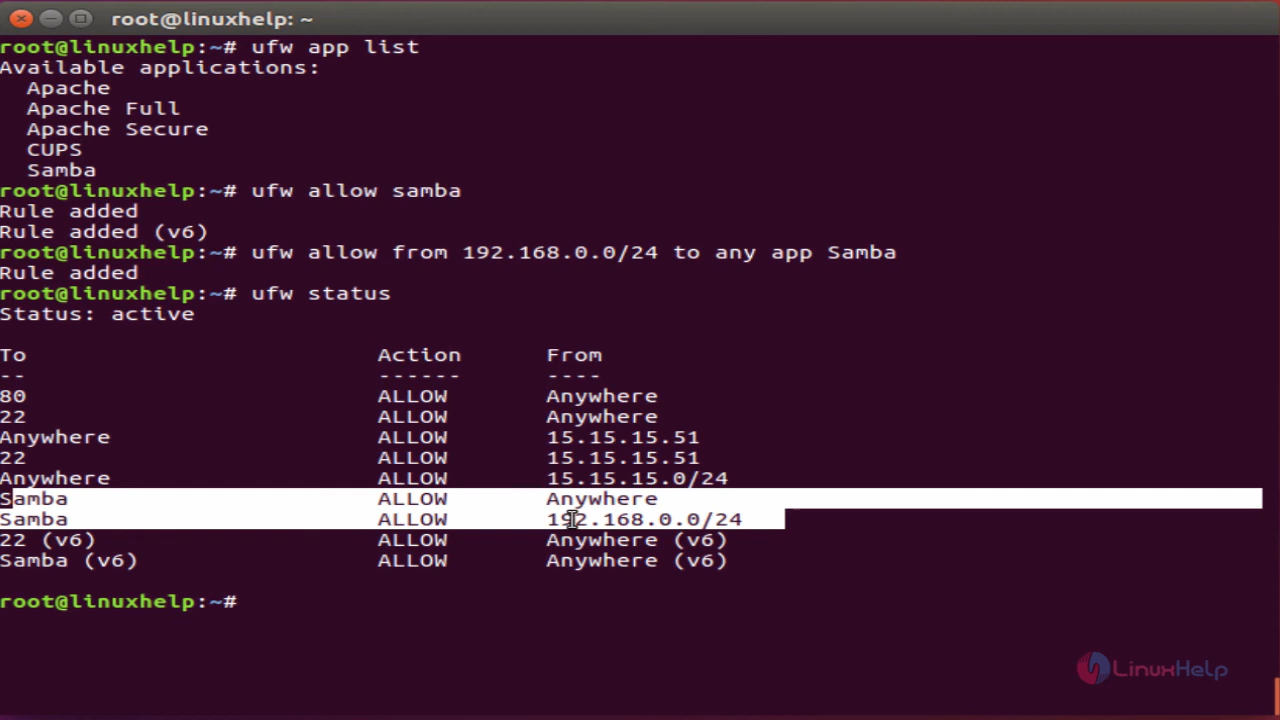 root@linuxhelp: ~
root@linuxhelp:~# ufw app list
Available applications:
  Apache
  Apache Full
  Apache Secure
  CUPS
  Samba
root@linuxhelp:~# ufw allow samba
Rule added
Rule added (v6)
root@linuxhelp:~# ufw allow from 192.168.0.0/24 to any app Samba
Rule added
root@linuxhelp:~# ufw status
Status: active

To                         Action      From
--                         ------      ----
80                         ALLOW       Anywhere
22                         ALLOW       Anywhere
Anywhere                   ALLOW       15.15.15.51
22                         ALLOW       15.15.15.51
Anywhere                   ALLOW       15.15.15.0/24
Samba                      ALLOW       Anywhere
Samba                      ALLOW       192.168.0.0/24
22 (v6)                    ALLOW       Anywhere (v6)
Samba (v6)                 ALLOW       Anywhere (v6)

root@linuxhelp:~#
LinuxHelp